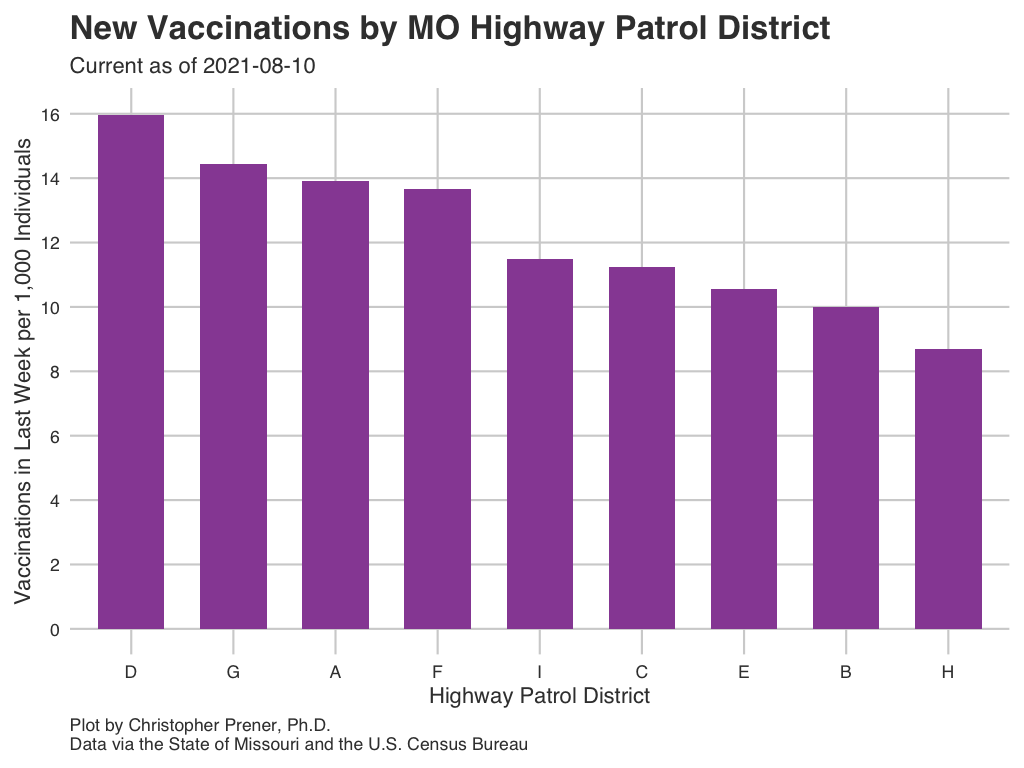 New Vaccinations by MO Highway Patrol District
Current as of 2021-08-10
Vaccinations in Last Week per 1,000 Individuals
16
14
12
10
8
6
4
2
0
D G A F I C E B H
Highway Patrol District
Plot by Christopher Prener, Ph.D.
Data via the State of Missouri and the U.S. Census Bureau